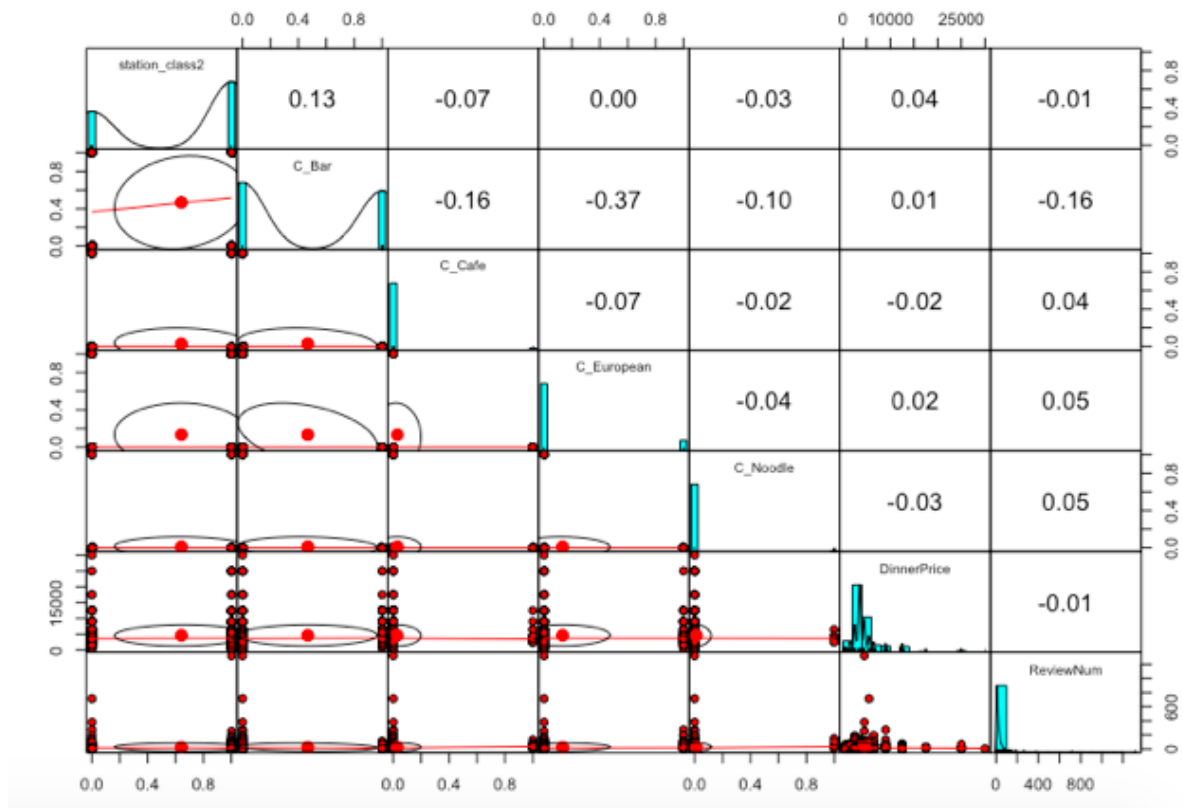 0.0 0.4 0.8 0.0 0.4 0.8 0 10000 25000
station_class2 0.13 -0.07 0.00 -0.03 0.04 -0.01 0.0 0.4 0.8
0.0 0.4 0.8 C_Bar -0.16 -0.37 -0.10 0.01 -0.16
C_Cafe -0.07 -0.02 -0.02 0.04 0.0 0.4 0.8
0.0 0.4 0.8 C_European -0.04 0.02 0.05
C_Noodle -0.03 0.05 0.0 0.4 0.8
0 15000 DinnerPrice -0.01
ReviewNum 0 600
0.0 0.4 0.8 0.0 0.4 0.8 0.0 0.4 0.8 0 400 800